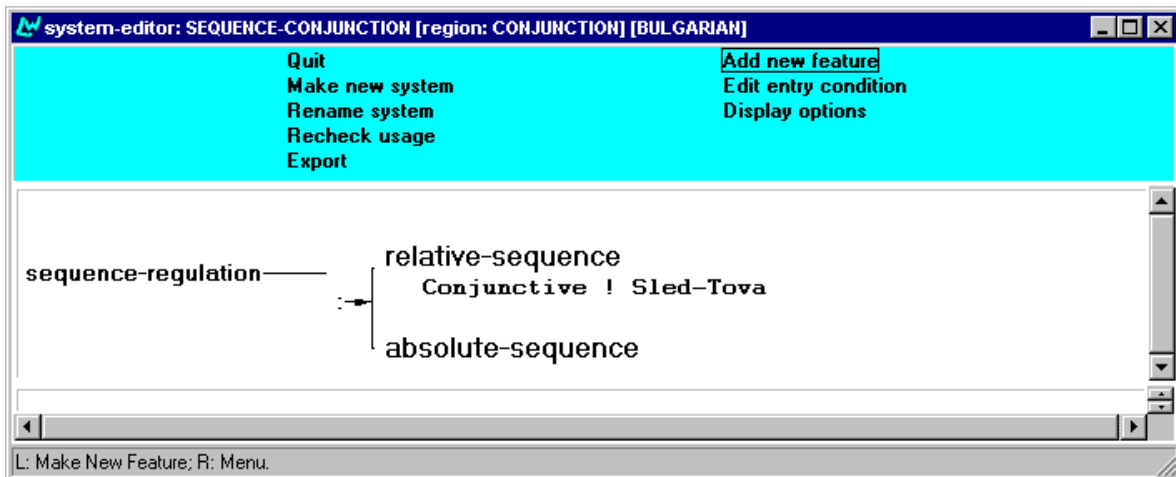 system-editor: SEQUENCE-CONJUNCTION [region: CONJUNCTION] [BULGARIAN]
Quit
Make new system
Rename system
Recheck usage
Export
Add new feature
Edit entry condition
Display options
sequence-regulation
:
relative-sequence
Conjunctive ! Sled-Tova
absolute-sequence
L: Make New Feature; R: Menu.